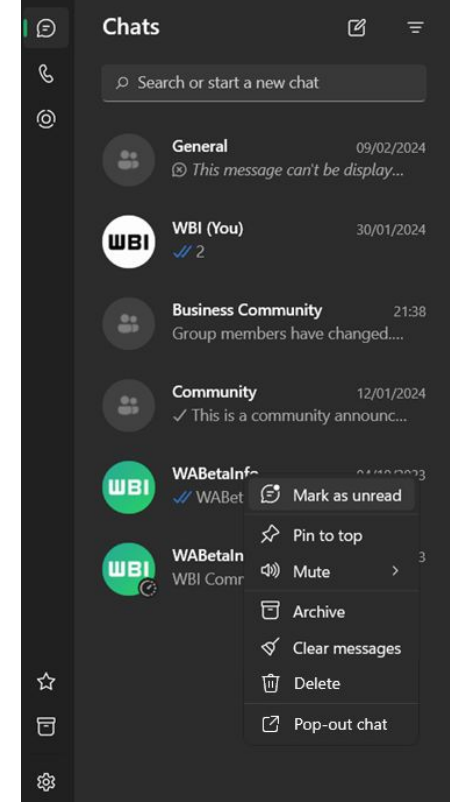 Chats
Search or start a new chat
General 09/02/2024
This message can't be display...
WBI WBI (You) 30/01/2024
2
Business Community 21:38
Group members have changed....
Community 12/01/2024
This is a community announc...
WBI WABetaInfo
WABet
Mark as unread
Pin to top
WBI WABetaIn 3
WBI Comr
Mute
Archive
Clear messages
Delete
Pop-out chat